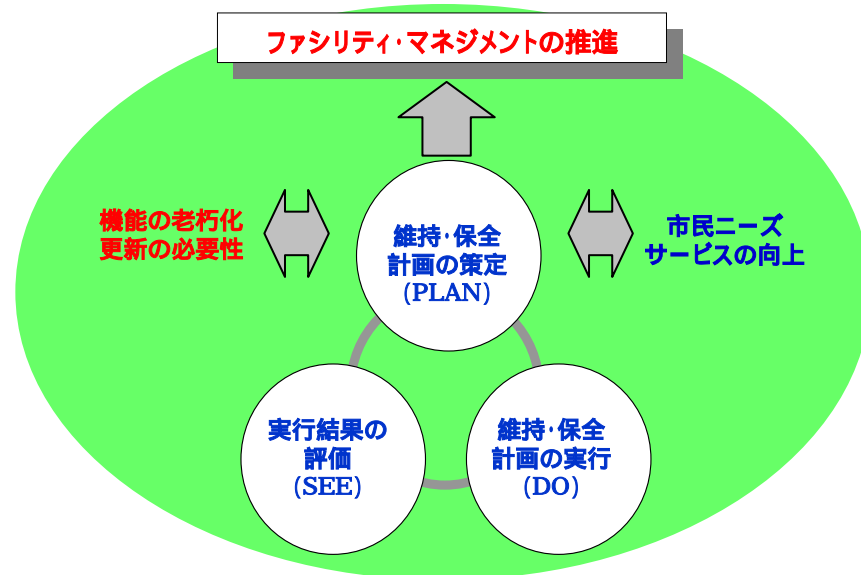 ファシリティ・マネジメントの推進
機能の老朽化
更新の必要性
維持・保全
計画の策定
(PLAN)
市民ニーズ
サービスの向上
実行結果の
評価
(SEE)
維持・保全
計画の実行
(DO)